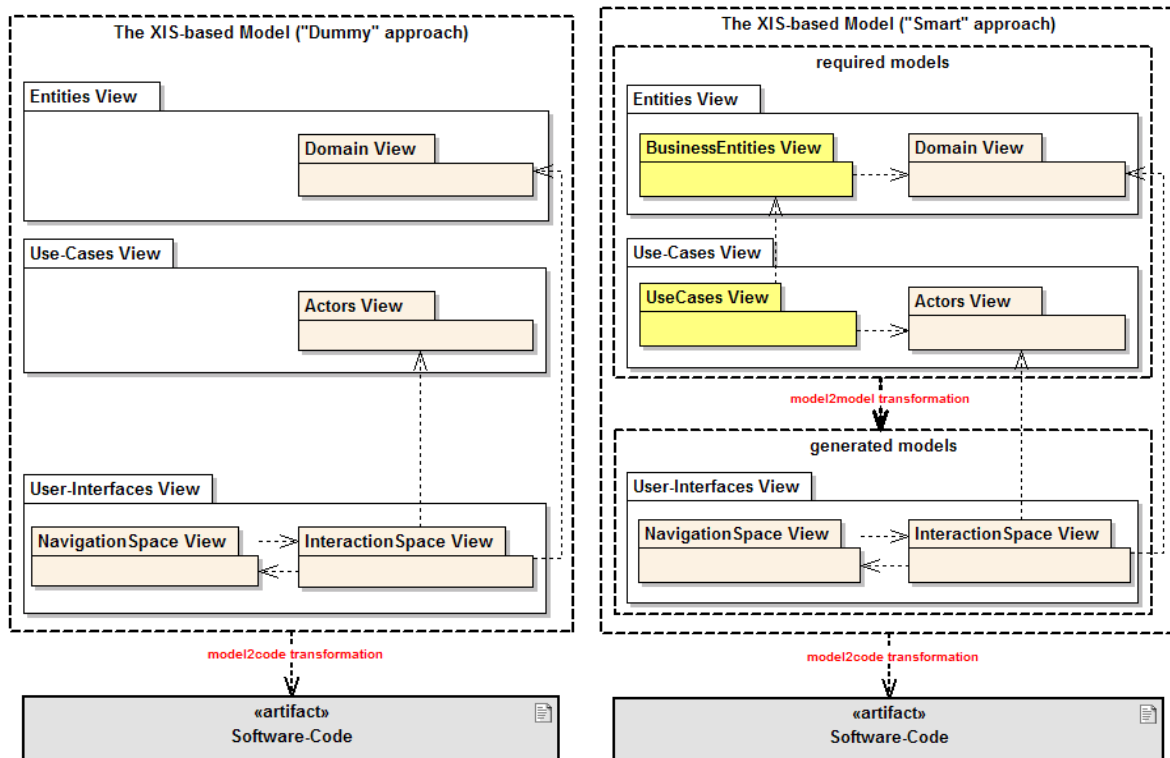 The XIS-based Model ("Dummy" approach)
Entities View
Domain View
Use-Cases View
Actors View
User-Interfaces View
NavigationSpace View
InteractionSpace View
model2code transformation
«artifact»
Software-Code
The XIS-based Model ("Smart" approach)
required models
Entities View
BusinessEntities View
Domain View
Use-Cases View
UseCases View
Actors View
model2model transformation
generated models
User-Interfaces View
NavigationSpace View
InteractionSpace View
model2code transformation
«artifact»
Software-Code